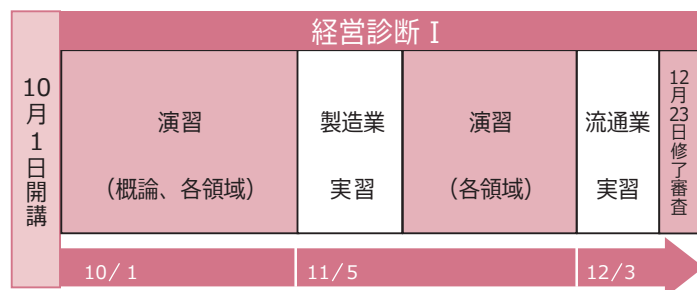 経営診断Ⅰ
10月1日開講
演習
（概論、各領域）
製造業
実習
演習
（各領域）
流通業
実習
12月23日修了審査
10/ 1
11/5
12/3